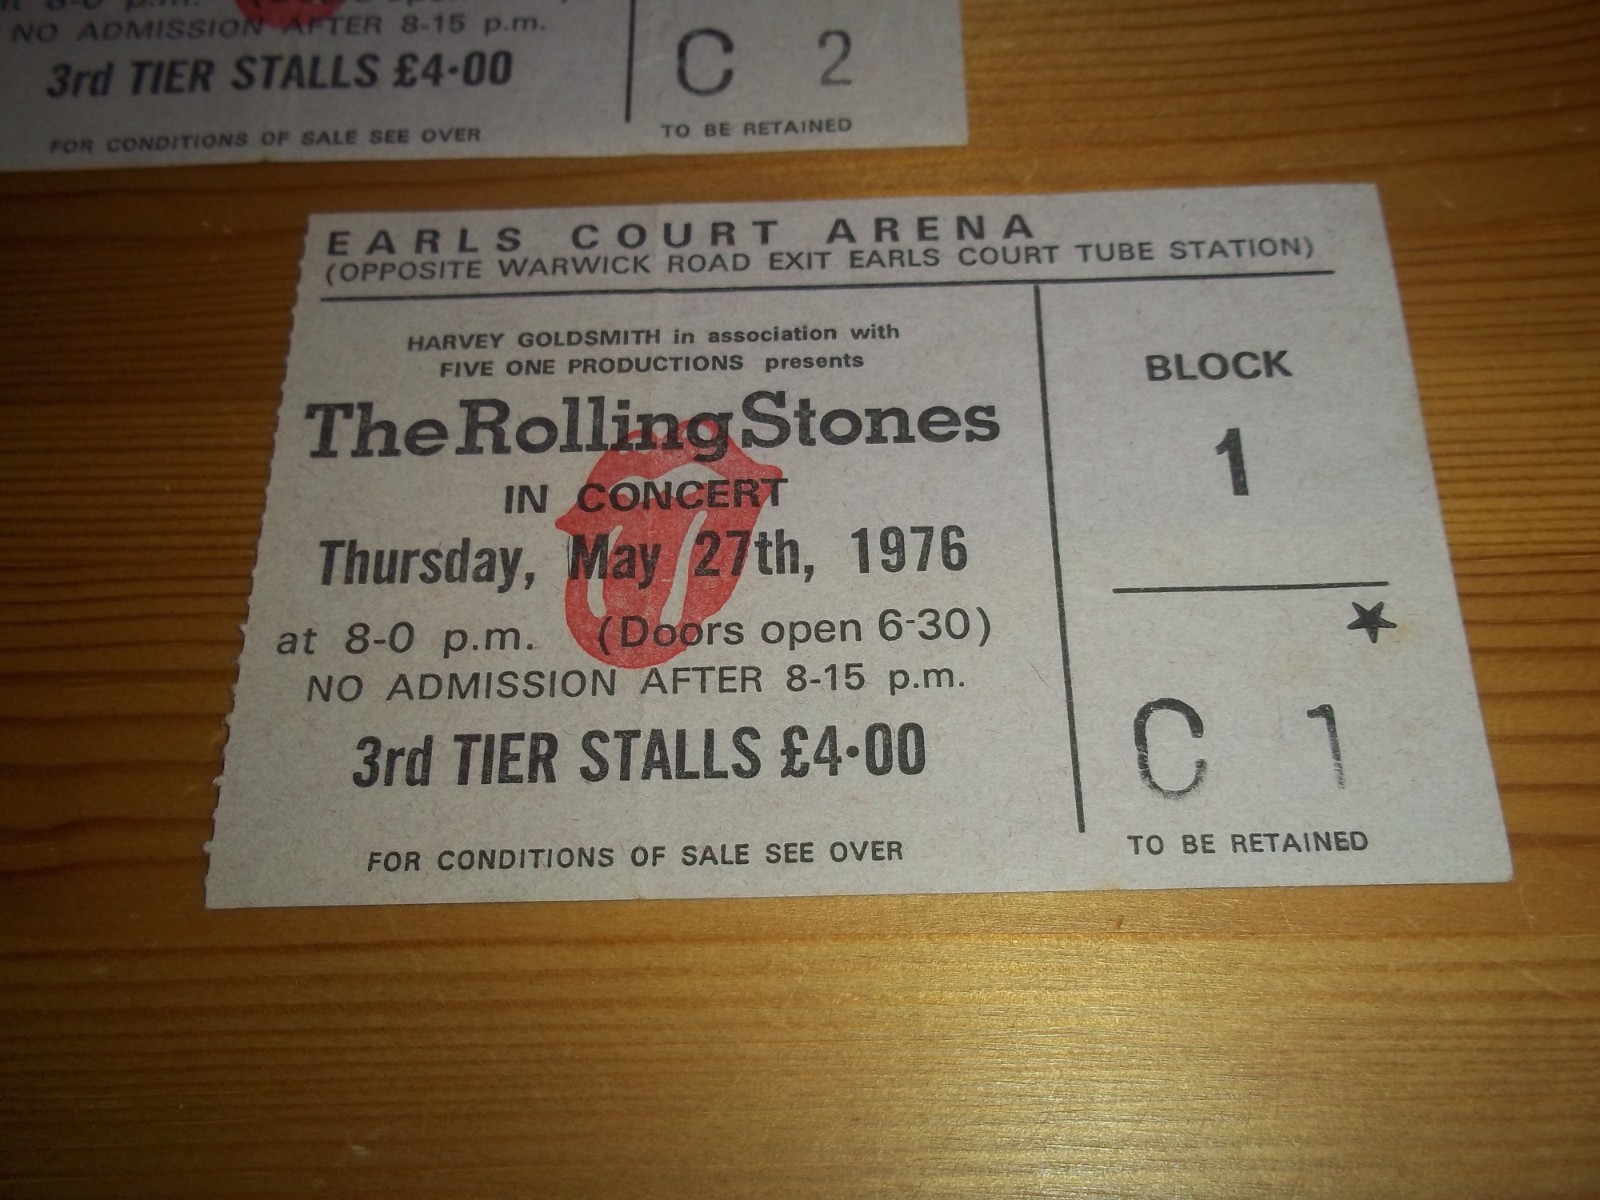 NO ADMISSION AFTER 8-15 p.m.
3rd TIER STALLS £4·00
FOR CONDITIONS OF SALE SEE OVER
C 2
TO BE RETAINED
EARLS COURT ARENA
(OPPOSITE WARWICK ROAD EXIT EARLS COURT TUBE STATION)
HARVEY GOLDSMITH in association with
FIVE ONE PRODUCTIONS presents
The Rolling Stones
IN CONCERT
Thursday, May 27th, 1976
at 8-0 p.m. (Doors open 6-30)
NO ADMISSION AFTER 8-15 p.m.
3rd TIER STALLS £4·00
FOR CONDITIONS OF SALE SEE OVER
BLOCK
1
★
C 1
TO BE RETAINED